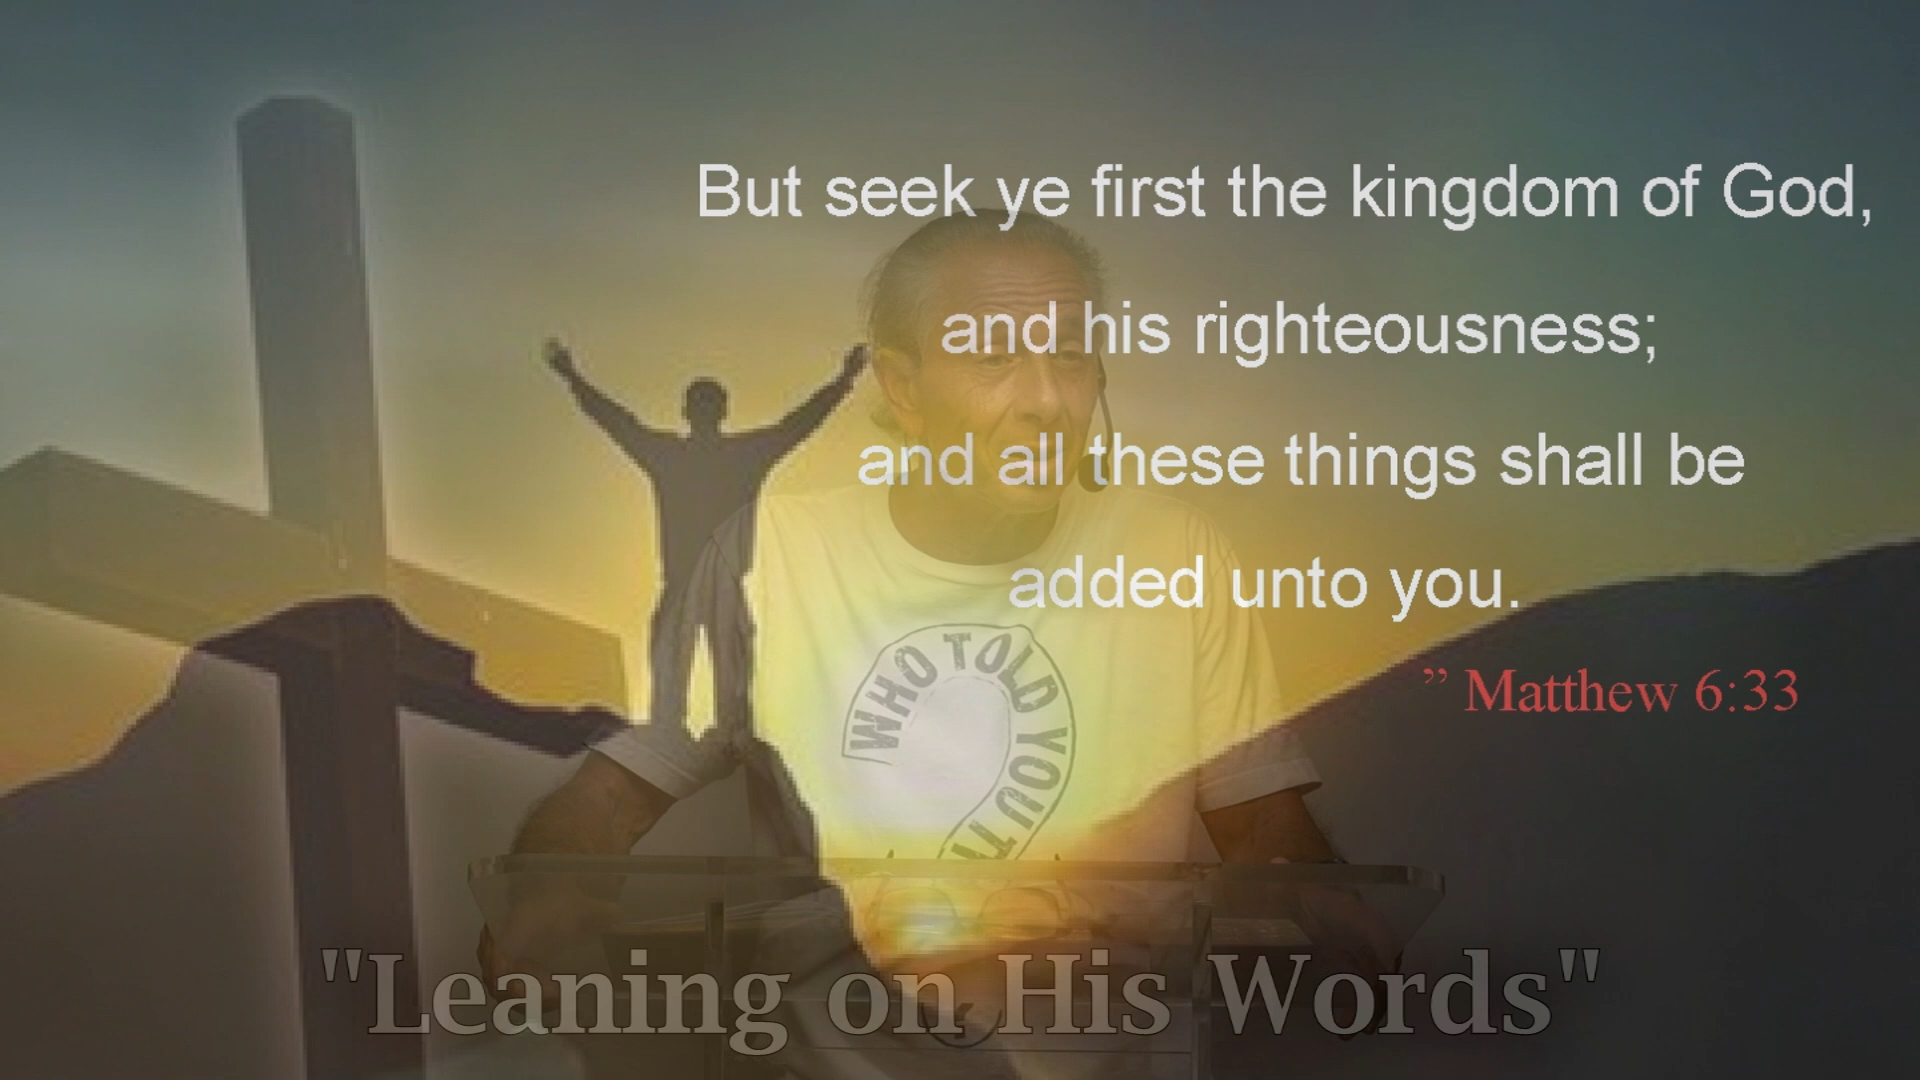 But seek ye first the kingdom of God,
and his righteousness;
and all these things shall be
added unto you.
” Matthew 6:33
WHO TOLD YOU
"Leaning on His Words"